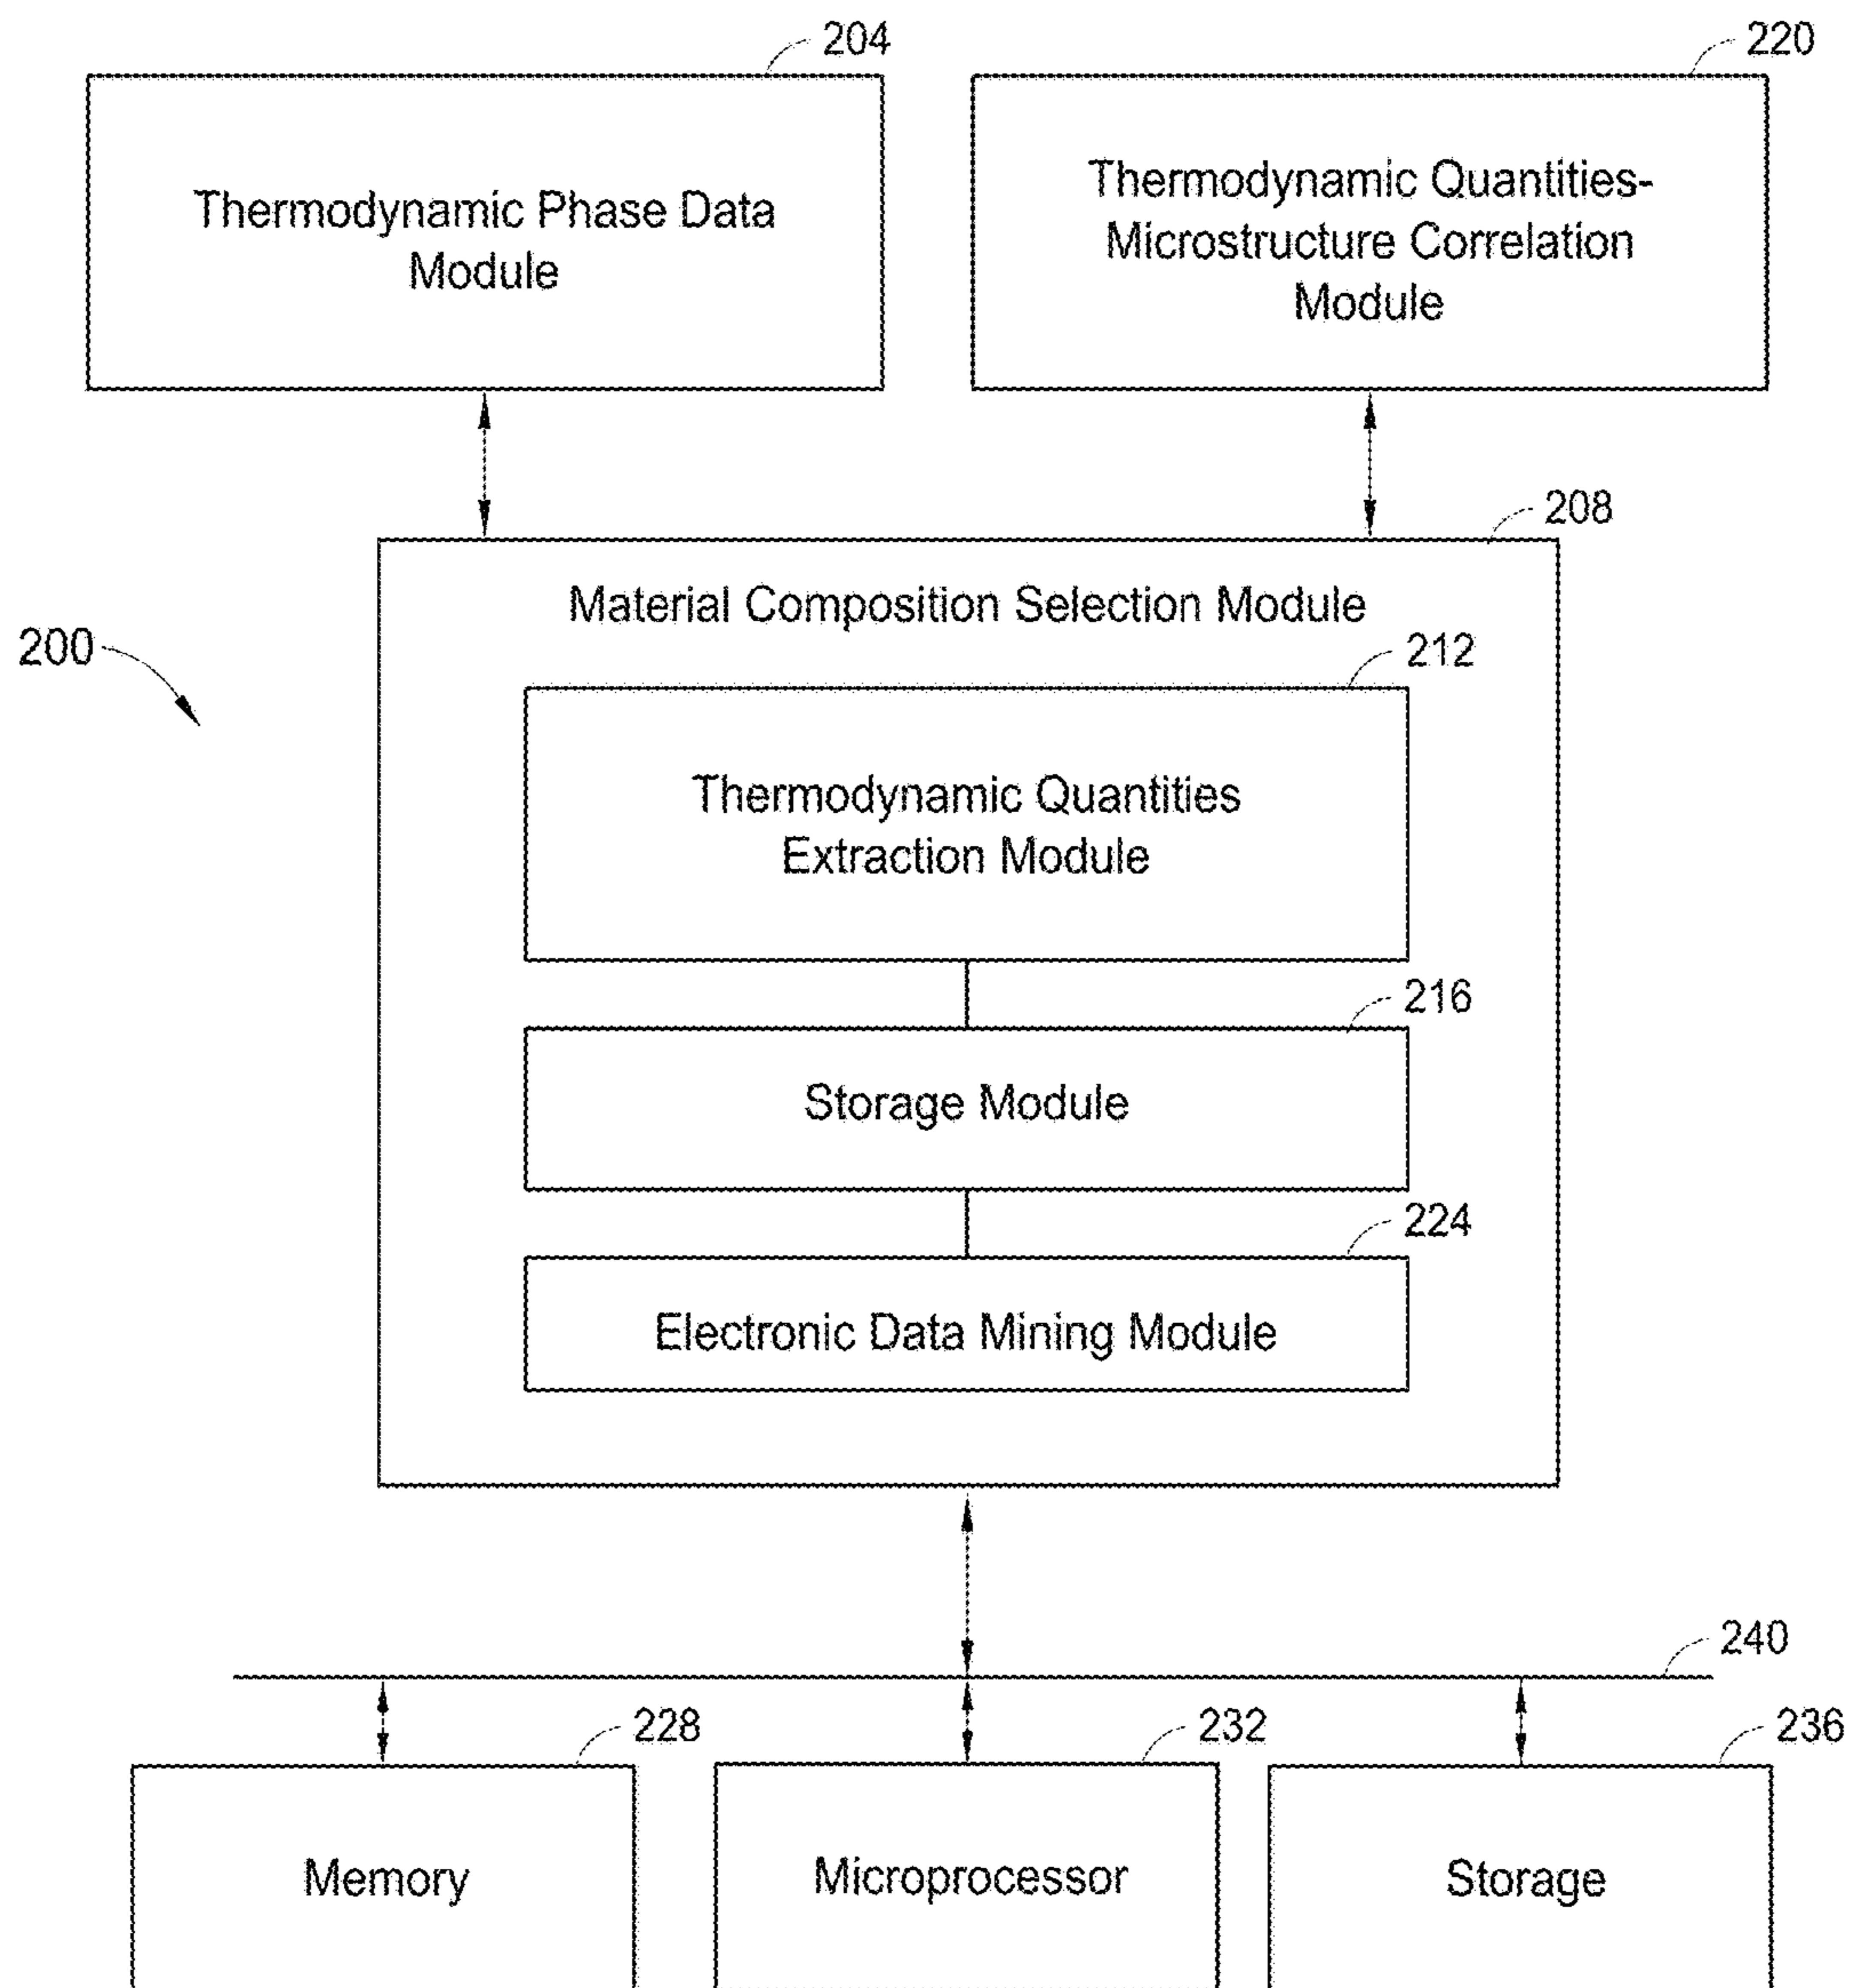 204
220
Thermodynamic Phase Data
Module
Thermodynamic Quantities-
Microstructure Correlation
Module
208
Material Composition Selection Module
200
212
Thermodynamic Quantities
Extraction Module
216
Storage Module
224
Electronic Data Mining Module
240
228
232
236
Memory
Microprocessor
Storage